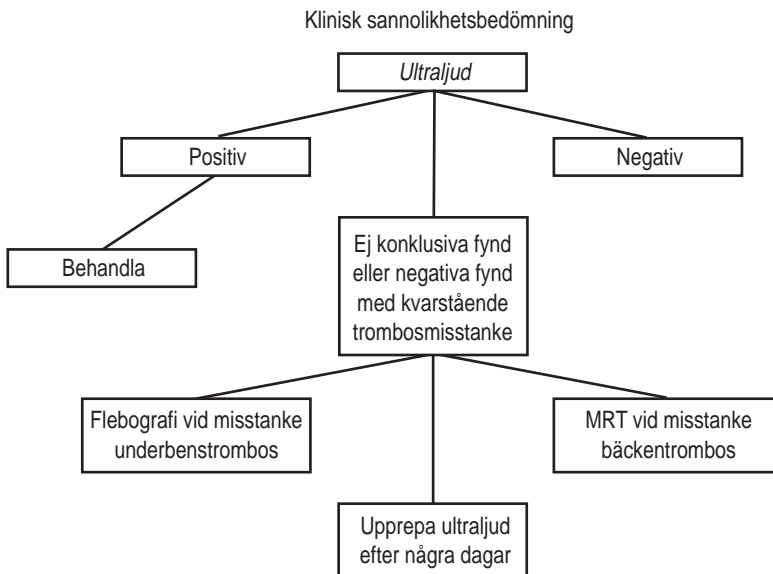 Klinisk sannolikhetsbedömning
Ultraljud
Positiv
Negativ
Behandla
Ej konklusiva fynd
eller negativa fynd
med kvarstående
trombosmisstanke
Flebografi vid misstanke
underbenstrombos
MRT vid misstanke
bäckentrombos
Upprepa ultraljud
efter några dagar